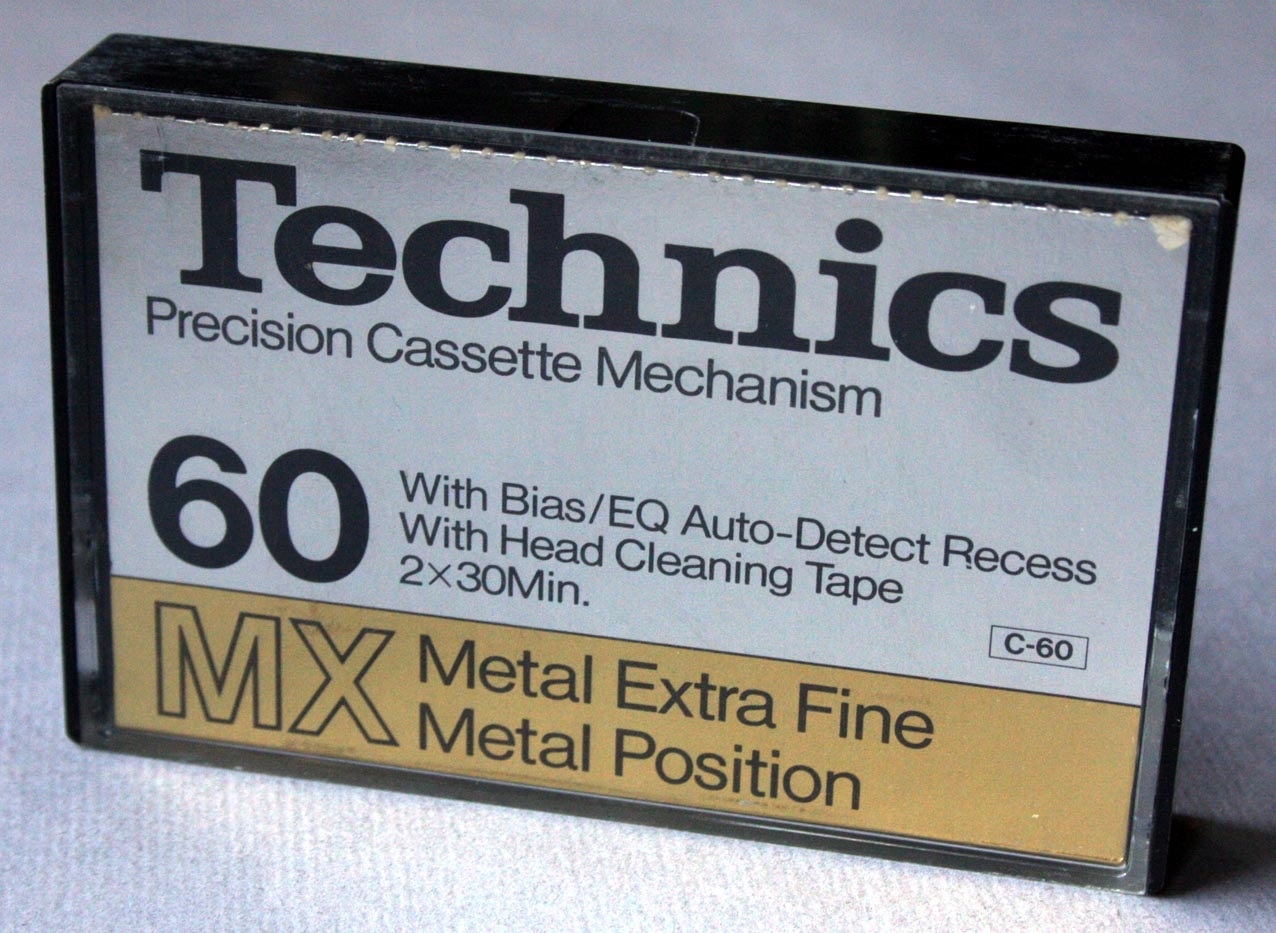 Technics
Precision Cassette Mechanism
60
With Bias/EQ Auto-Detect Recess
With Head Cleaning Tape
2×30Min.
C-60
MX
Metal Extra Fine
Metal Position